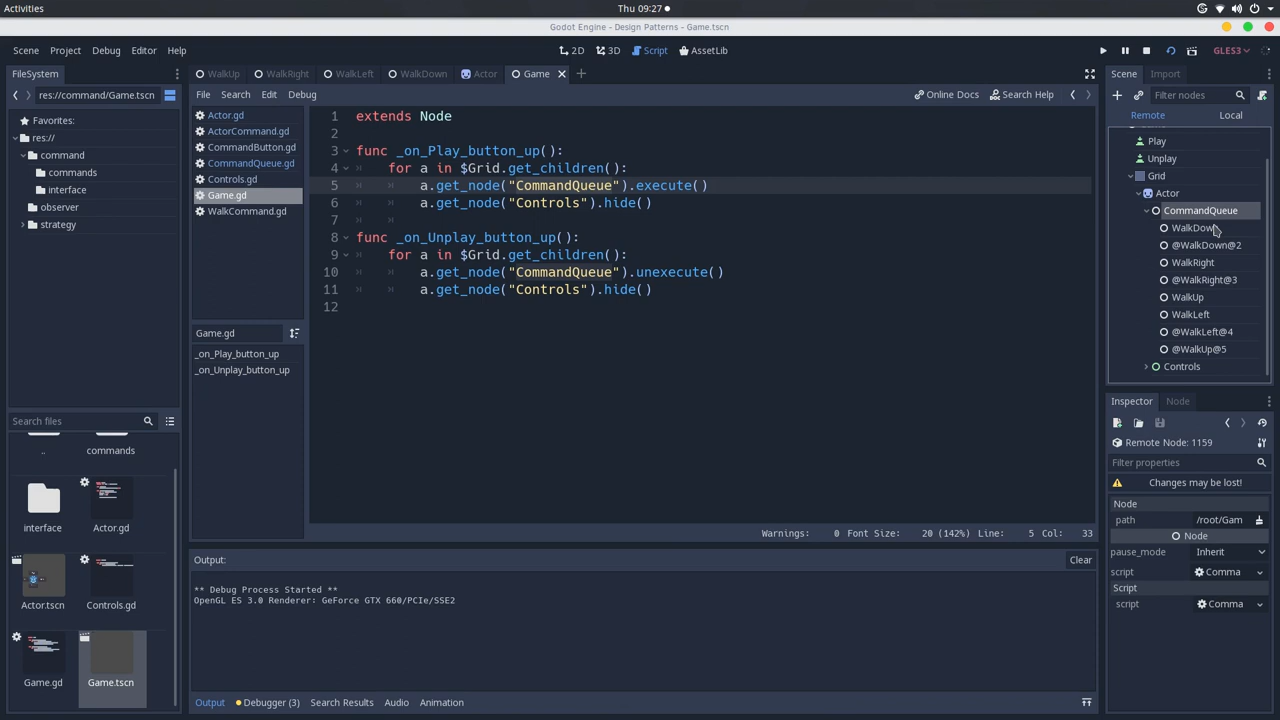 Activities
Thu 09:27
Godot Engine - Design Patterns - Game.tscn
Scene Project Debug Editor Help
2D 3D Script AssetLib
GLES3
FileSystem
res://command/Game.tscn
Favorites:
res://
command
commands
interface
observer
strategy
Search files
..
commands
interface
Actor.gd
Actor.tscn
Controls.gd
Game.gd
Game.tscn
WalkUp WalkRight WalkLeft WalkDown Actor Game
File Search Edit Debug
Online Docs Search Help
Actor.gd
ActorCommand.gd
CommandButton.gd
CommandQueue.gd
Controls.gd
Game.gd
WalkCommand.gd
Game.gd
_on_Play_button_up
_on_Unplay_button_up
1 extends Node
2
3 func _on_Play_button_up():
4 for a in $Grid.get_children():
5 a.get_node("CommandQueue").execute()
6 a.get_node("Controls").hide()
7
8 func _on_Unplay_button_up():
9 for a in $Grid.get_children():
10 a.get_node("CommandQueue").unexecute()
11 a.get_node("Controls").hide()
12
Warnings: 0 Font Size: 20 (142%) Line: 5 Col: 33
Output:
Clear
** Debug Process Started **
OpenGL ES 3.0 Renderer: GeForce GTX 660/PCIe/SSE2
Output Debugger (3) Search Results Audio Animation
Scene Import
Filter nodes
Remote Local
Play
Unplay
Grid
Actor
CommandQueue
WalkDown
@WalkDown@2
WalkRight
@WalkRight@3
WalkUp
WalkLeft
@WalkLeft@4
@WalkUp@5
Controls
Inspector Node
Remote Node: 1159
Filter properties
Changes may be lost!
Node
path /root/Gam
Node
pause_mode Inherit
script Comma
Script
script Comma